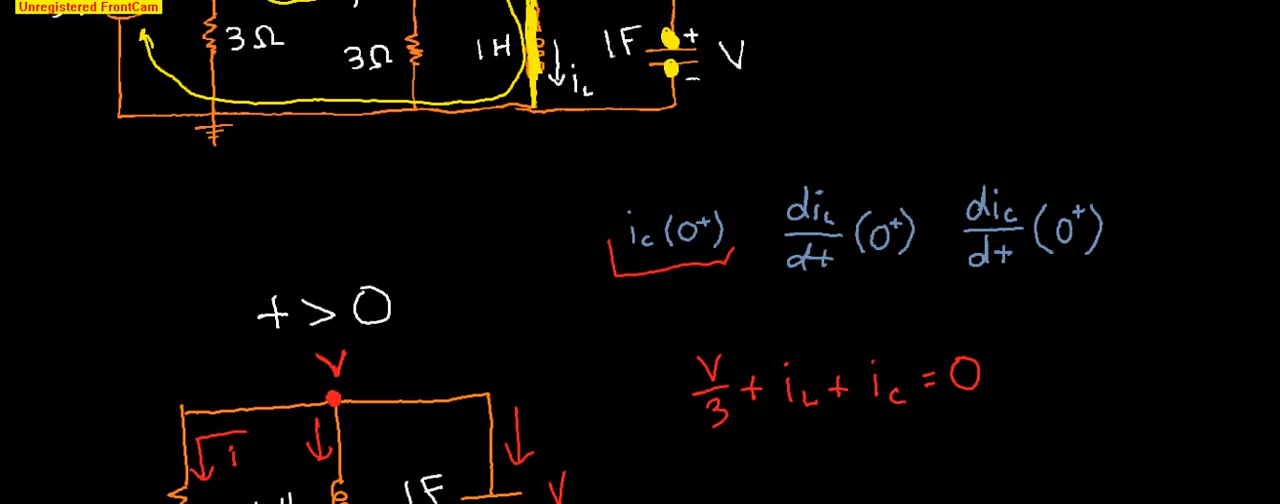 Unregistered FrontCam
3Ω
3Ω
1H
iL
1F
+
-
V
ic(0+) diL/dt (0+) dic/dt (0+)
t > 0
V
V/3 + iL + ic = 0
i
1F
V